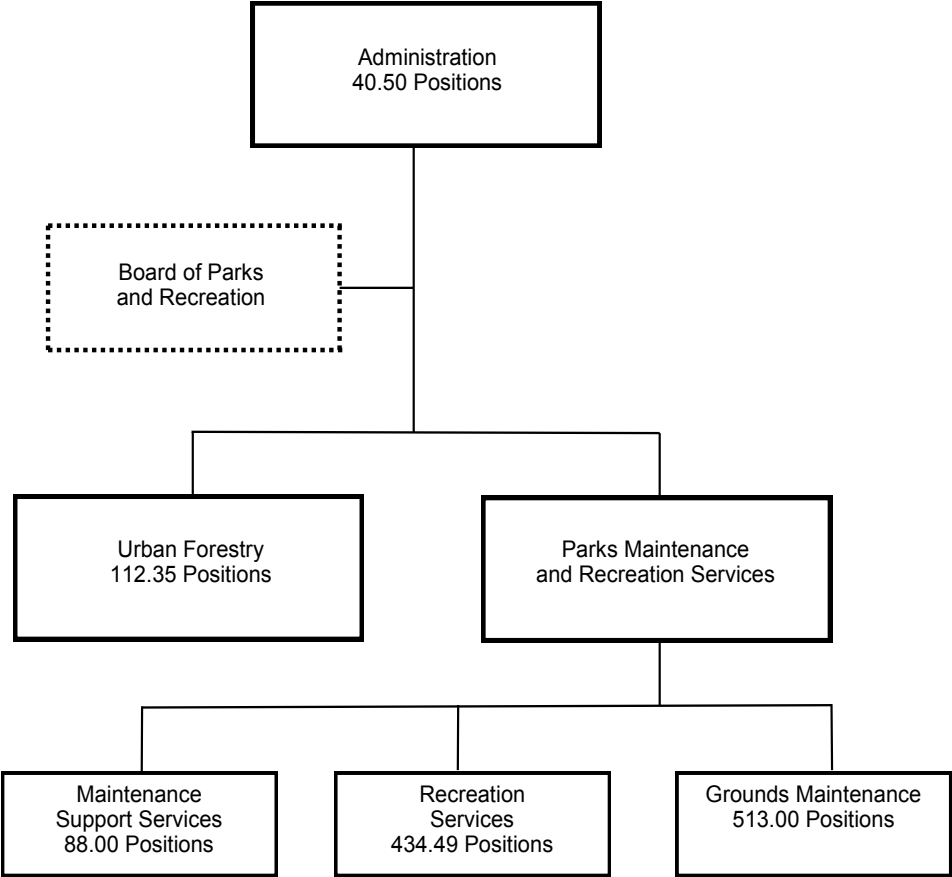 Administration
40.50 Positions
Board of Parks
and Recreation
Urban Forestry
112.35 Positions
Parks Maintenance
and Recreation Services
Maintenance
Support Services
88.00 Positions
Recreation
Services
434.49 Positions
Grounds Maintenance
513.00 Positions